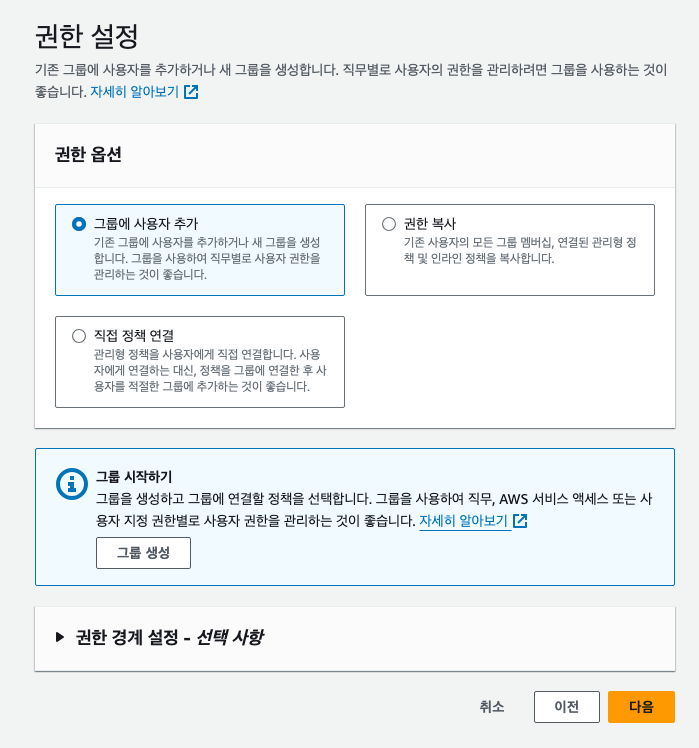 권한 설정
기존 그룹에 사용자를 추가하거나 새 그룹을 생성합니다. 직무별로 사용자의 권한을 관리하려면 그룹을 사용하는 것이
좋습니다. 자세히 알아보기
권한 옵션
그룹에 사용자 추가
기존 그룹에 사용자를 추가하거나 새 그룹을 생성
합니다. 그룹을 사용하여 직무별로 사용자 권한을
관리하는 것이 좋습니다.
권한 복사
기존 사용자의 모든 그룹 멤버십, 연결된 관리형 정
책 및 인라인 정책을 복사합니다.
직접 정책 연결
관리형 정책을 사용자에게 직접 연결합니다. 사용
자에게 연결하는 대신, 정책을 그룹에 연결한 후 사
용자를 적절한 그룹에 추가하는 것이 좋습니다.
그룹 시작하기
그룹을 생성하고 그룹에 연결할 정책을 선택합니다. 그룹을 사용하여 직무, AWS 서비스 액세스 또는 사
용자 지정 권한별로 사용자 권한을 관리하는 것이 좋습니다. 자세히 알아보기
그룹 생성
권한 경계 설정 - 선택 사항
취소
이전
다음